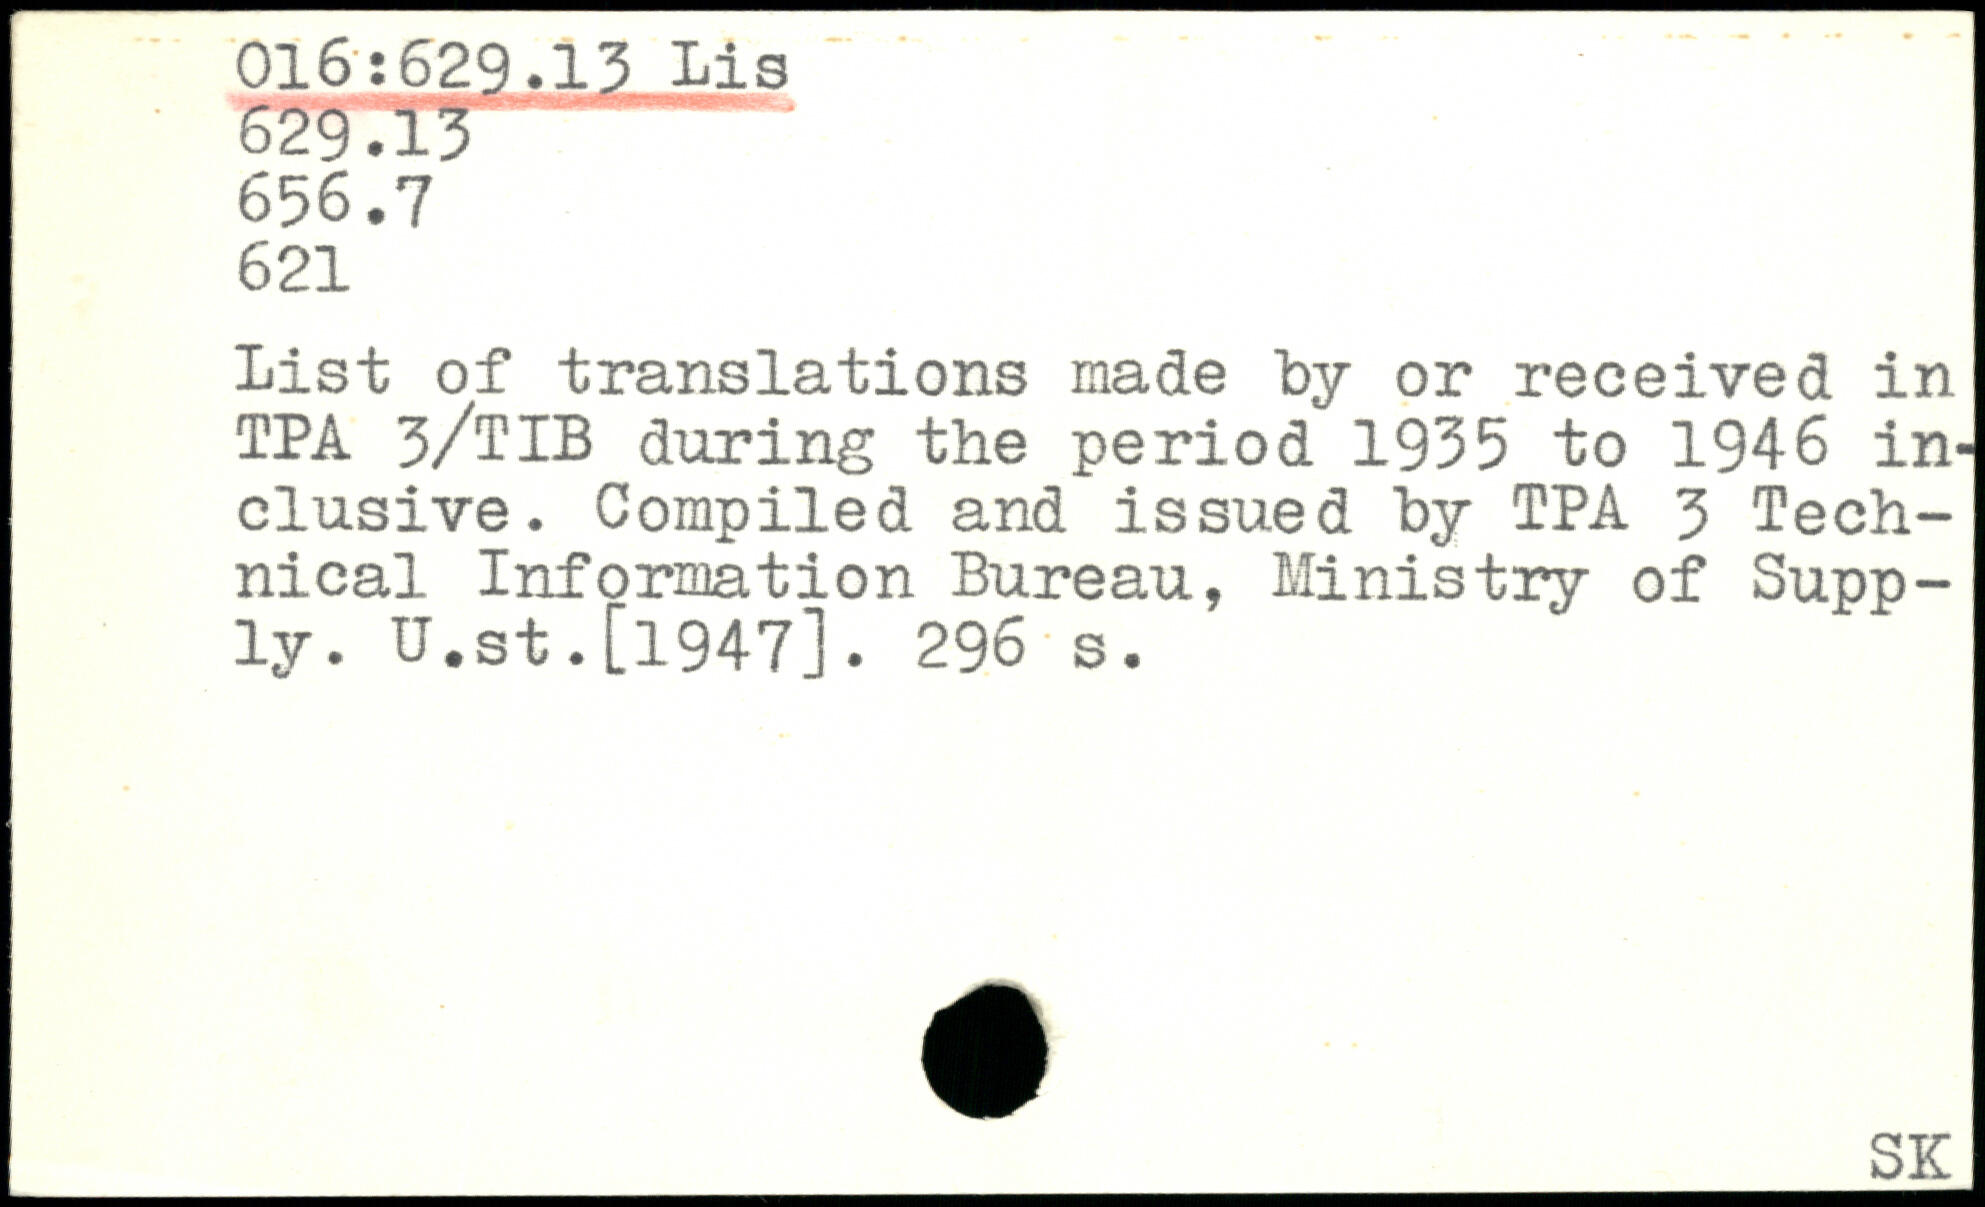 016:629.13 Lis
629.13
656.7
621
List of translations made by or received in
TPA 3/TIB during the period 1935 to 1946 in-
clusive. Compiled and issued by TPA 3 Tech-
nical Information Bureau, Ministry of Supp-
ly. U.st.[1947]. 296 s.
SK